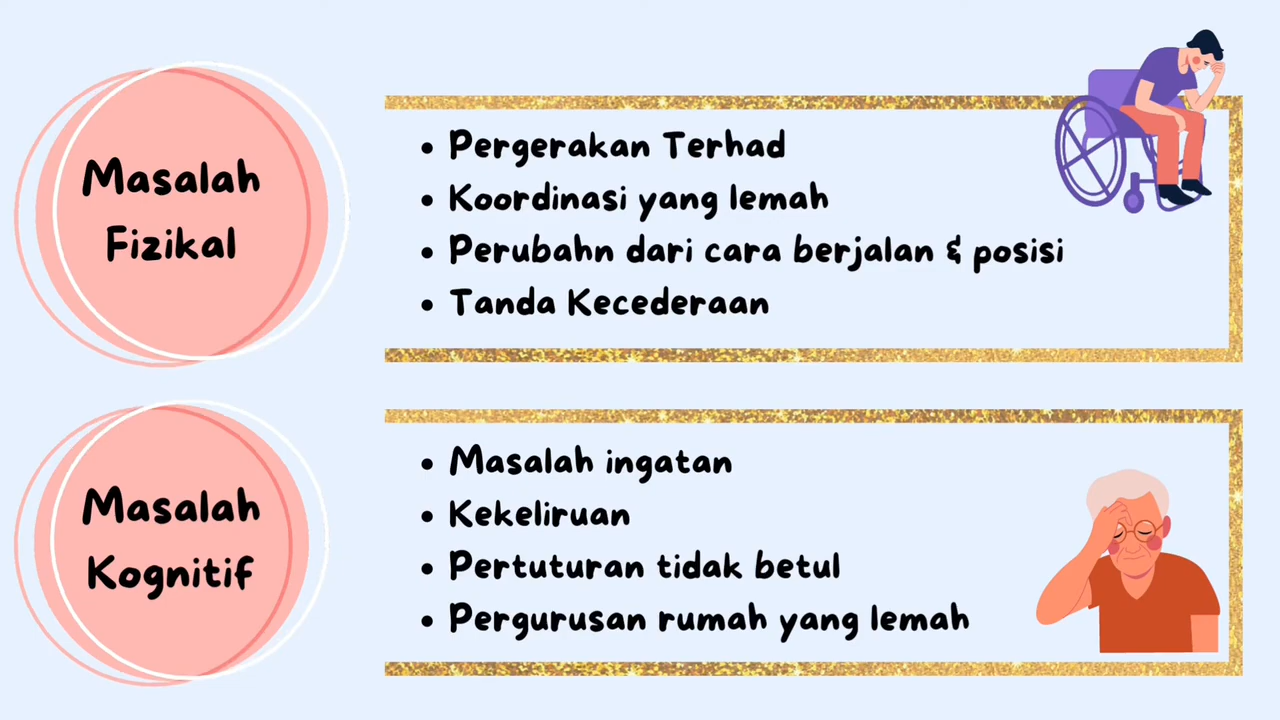 Masalah
Fizikal
• Pergerakan Terhad
• Koordinasi yang lemah
• Perubahn dari cara berjalan & posisi
• Tanda Kecederaan
Masalah
Kognitif
• Masalah ingatan
• Kekeliruan
• Pertuturan tidak betul
• Pergurusan rumah yang lemah